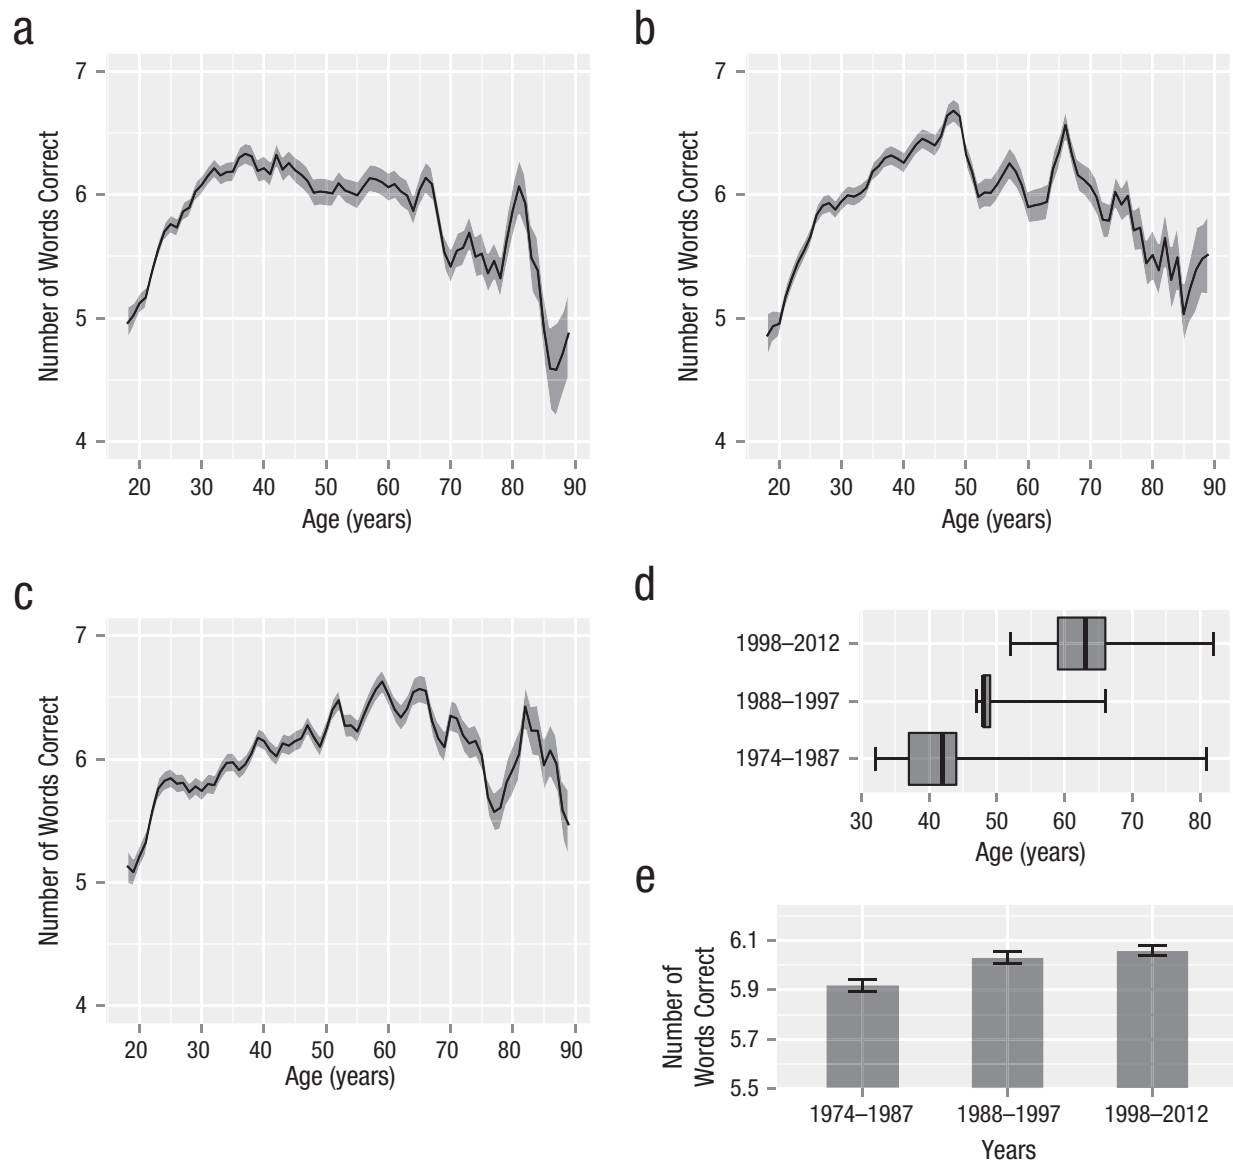 a
7
6
5
4
Number of Words Correct
20 30 40 50 60 70 80 90
Age (years)
b
7
6
5
4
Number of Words Correct
20 30 40 50 60 70 80 90
Age (years)
c
7
6
5
4
Number of Words Correct
20 30 40 50 60 70 80 90
Age (years)
d
1998–2012
1988–1997
1974–1987
30 40 50 60 70 80
Age (years)
e
6.1
5.9
5.7
5.5
Number of
Words Correct
1974–1987 1988–1997 1998–2012
Years